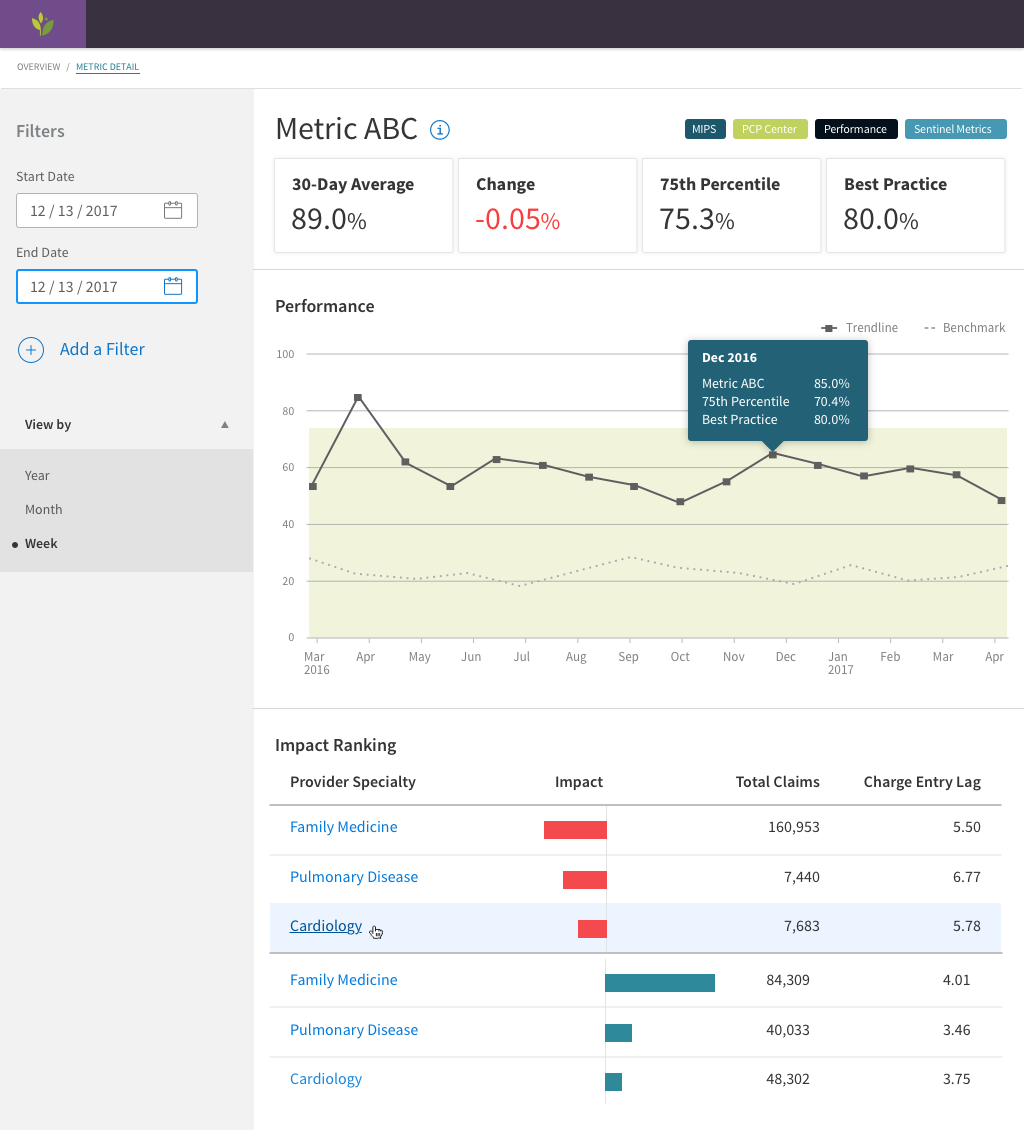 OVERVIEW / METRIC DETAIL
Filters
Start Date
12 / 13 / 2017
End Date
12 / 13 / 2017
Add a Filter
View by
Year
Month
Week
Metric ABC
MIPS PCP Center Performance Sentinel Metrics
30-Day Average
89.0%
Change
-0.05%
75th Percentile
75.3%
Best Practice
80.0%
Performance
Trendline Benchmark
100
80
60
40
20
0
Dec 2016
Metric ABC 85.0%
75th Percentile 70.4%
Best Practice 80.0%
Mar Apr May Jun Jul Aug Sep Oct Nov Dec Jan Feb Mar Apr
2016 2017
Impact Ranking
Provider Specialty Impact Total Claims Charge Entry Lag
Family Medicine 160,953 5.50
Pulmonary Disease 7,440 6.77
Cardiology 7,683 5.78
Family Medicine 84,309 4.01
Pulmonary Disease 40,033 3.46
Cardiology 48,302 3.75